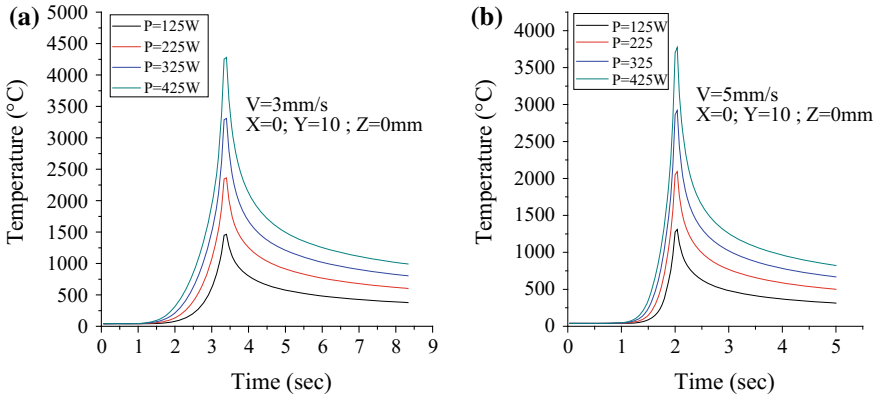 (a)
5000
4500
4000
3500
3000
2500
2000
1500
1000
500
0
Temperature (°C)
P=125W
P=225W
P=325W
P=425W
V=3mm/s
X=0; Y=10 ; Z=0mm
0 1 2 3 4 5 6 7 8 9
Time (sec)
(b)
4000
3500
3000
2500
2000
1500
1000
500
0
Temperature (°C)
P=125W
P=225
P=325
P=425W
V=5mm/s
X=0; Y=10 ; Z=0mm
0 1 2 3 4 5
Time (sec)